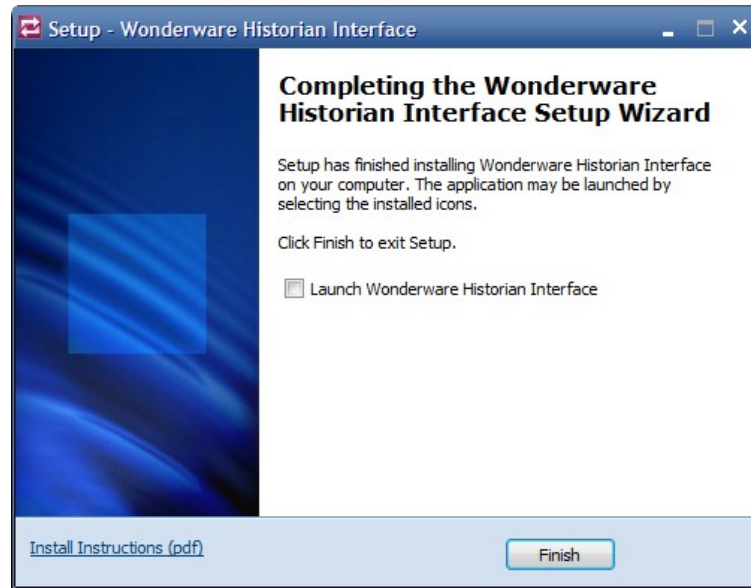 Setup - Wonderware Historian Interface
Completing the Wonderware
Historian Interface Setup Wizard
Setup has finished installing Wonderware Historian Interface
on your computer. The application may be launched by
selecting the installed icons.
Click Finish to exit Setup.
Launch Wonderware Historian Interface
Install Instructions (pdf)
Finish